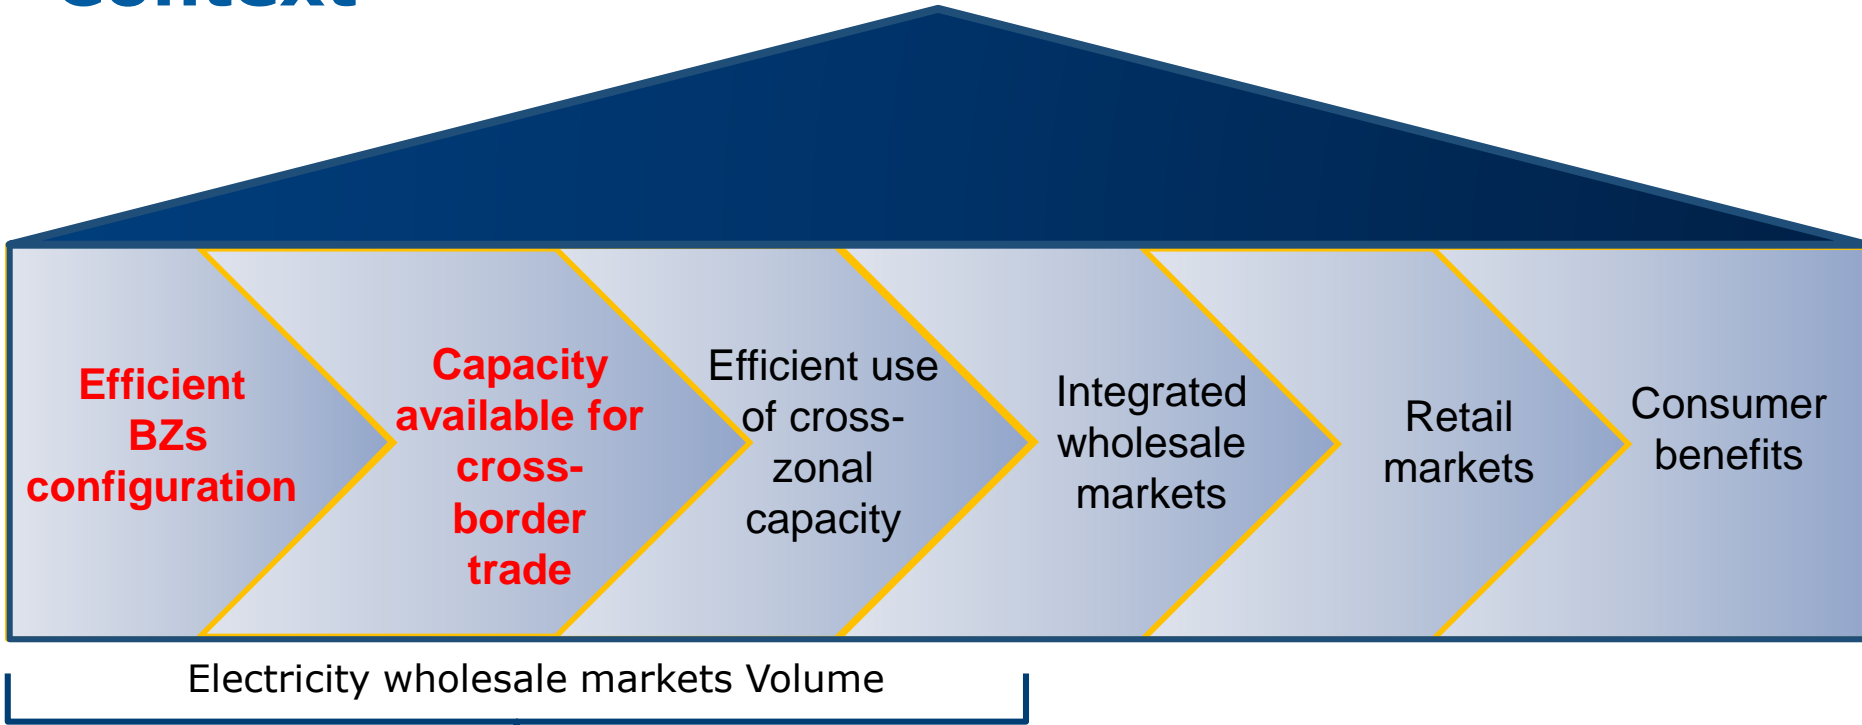 Context
Efficient
BZs
configuration
Capacity
available for
cross-
border
trade
Efficient use
of cross-
zonal
capacity
Integrated
wholesale
markets
Retail
markets
Consumer
benefits
Electricity wholesale markets Volume